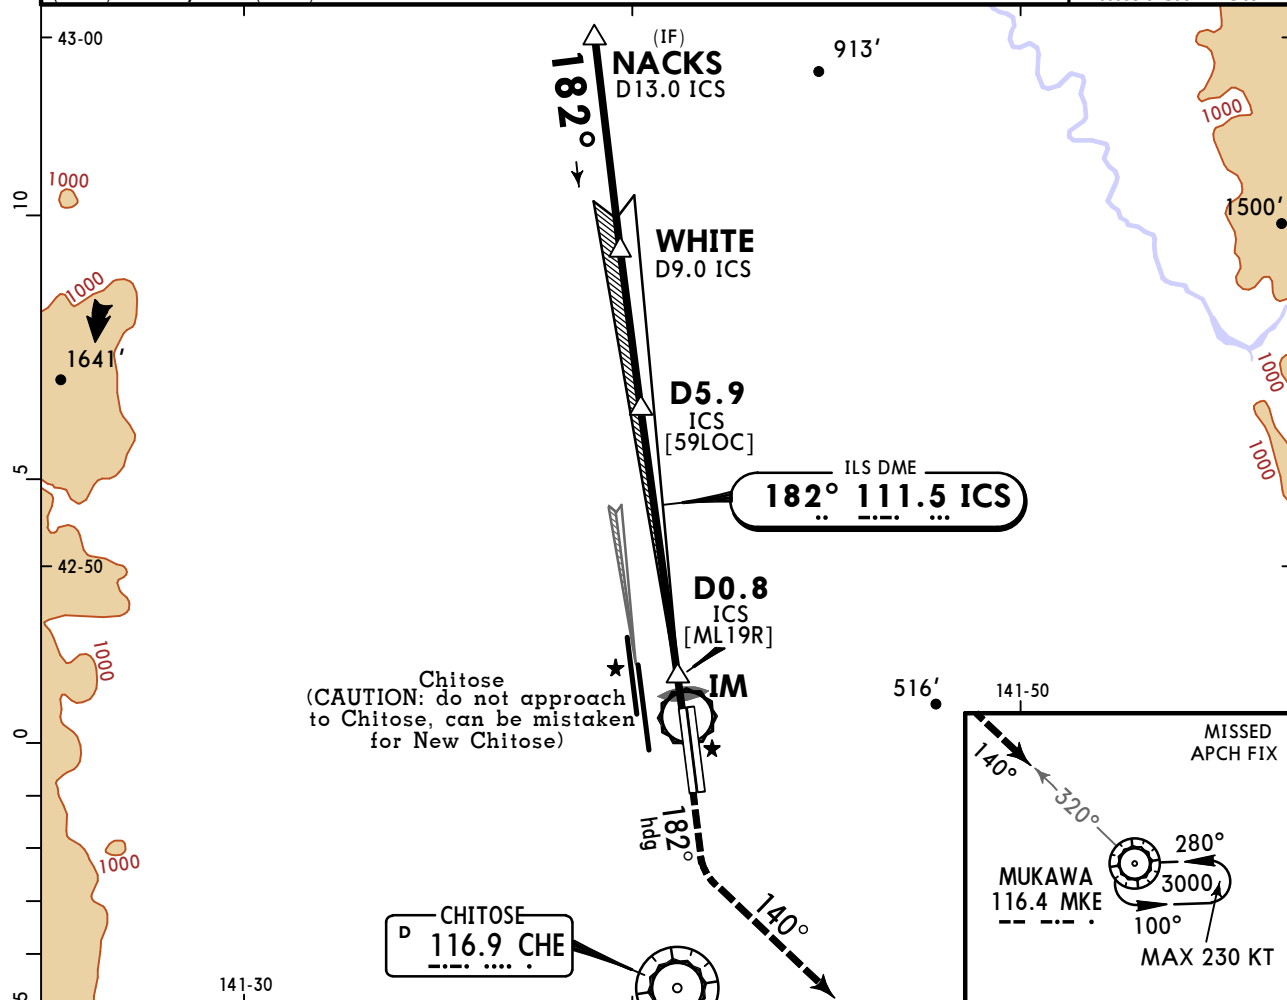 43-00
(IF)
NACKS
D13.0 ICS
182°
913'
1000
1000
10
1500'
WHITE
D9.0 ICS
1000
1641'
1000
D5.9
ICS
[59LOC]
1000
5
ILS DME
182° 111.5 ICS
42-50
D0.8
ICS
[ML19R]
1000
IM
Chitose
(CAUTION: do not approach
to Chitose, can be mistaken
for New Chitose)
516'
141-50
0
MISSED
APCH FIX
140°
320°
182°
hdg
1000
280°
3000
MUKAWA
116.4 MKE
100°
MAX 230 KT
140°
CHITOSE
D 116.9 CHE
141-30
5